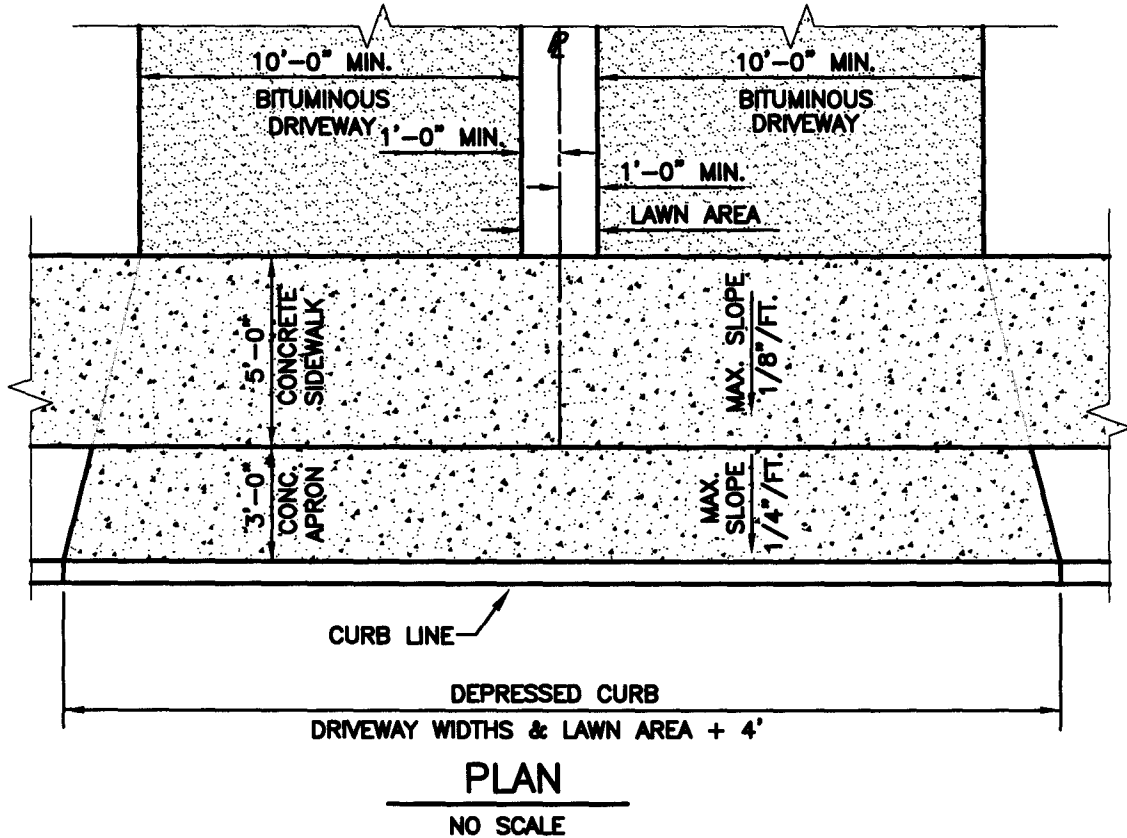 PL
10'-0" MIN.
BITUMINOUS
DRIVEWAY
10'-0" MIN.
BITUMINOUS
DRIVEWAY
1'-0" MIN.
1'-0" MIN.
LAWN AREA
5'-0"
CONCRETE
SIDEWALK
MAX. SLOPE
1/8"/FT.
3'-0"
CONC.
APRON
MAX.
SLOPE
1/4"/FT.
CURB LINE
DEPRESSED CURB
DRIVEWAY WIDTHS & LAWN AREA + 4'
PLAN
NO SCALE